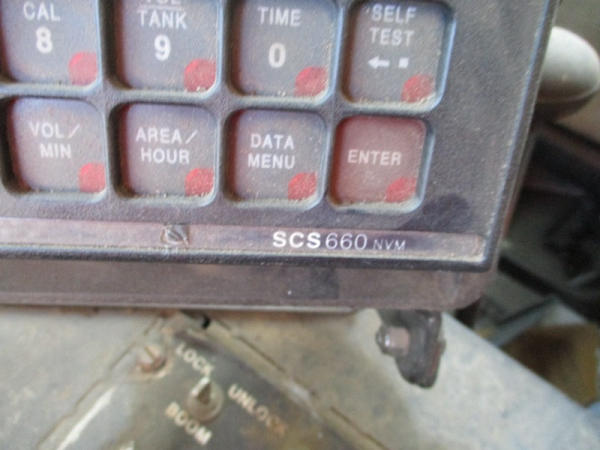 CAL
8
VOL
TANK
9
TIME
0
SELF
TEST
VOL/
MIN
AREA/
HOUR
DATA
MENU
ENTER
SCS 660 NVM
LOCK
UNLOCK
BOOM